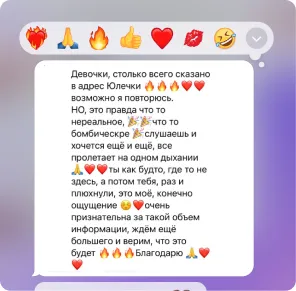 Девочки, столько всего сказано
в адрес Юлечки 🔥🔥🔥❤️❤️
возможно я повторюсь.
НО, это правда что то
нереальное, 🎉🎉что то
бомбическре 🎉слушаешь и
хочется ещё и ещё, все
пролетает на одном дыхании
🙏❤️❤️ты как будто, где то не
здесь, а потом тебя, раз и
плюхнули, это моё, конечно
ощущение 😉❤️очень
признательна за такой объем
информации, ждём ещё
большего и верим, что это
будет 🔥🔥🔥Благодарю 🙏❤️
❤️